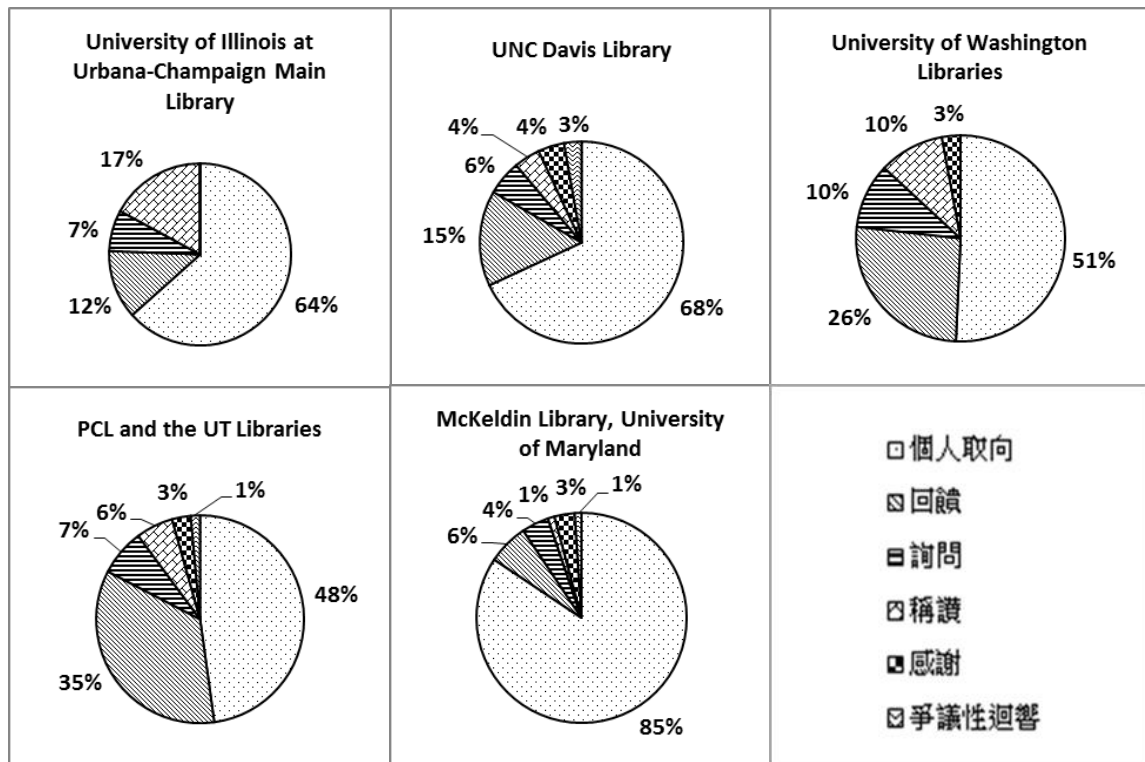 University of Illinois at
Urbana-Champaign Main
Library
17%
7%
12%
64%
UNC Davis Library
4%
4%
3%
6%
15%
68%
University of Washington
Libraries
10%
3%
10%
26%
51%
PCL and the UT Libraries
3%
1%
6%
7%
48%
35%
McKeldin Library, University
of Maryland
1%
3%
1%
4%
6%
85%
個人取向
回饋
詢問
稱讚
感謝
爭議性迴響